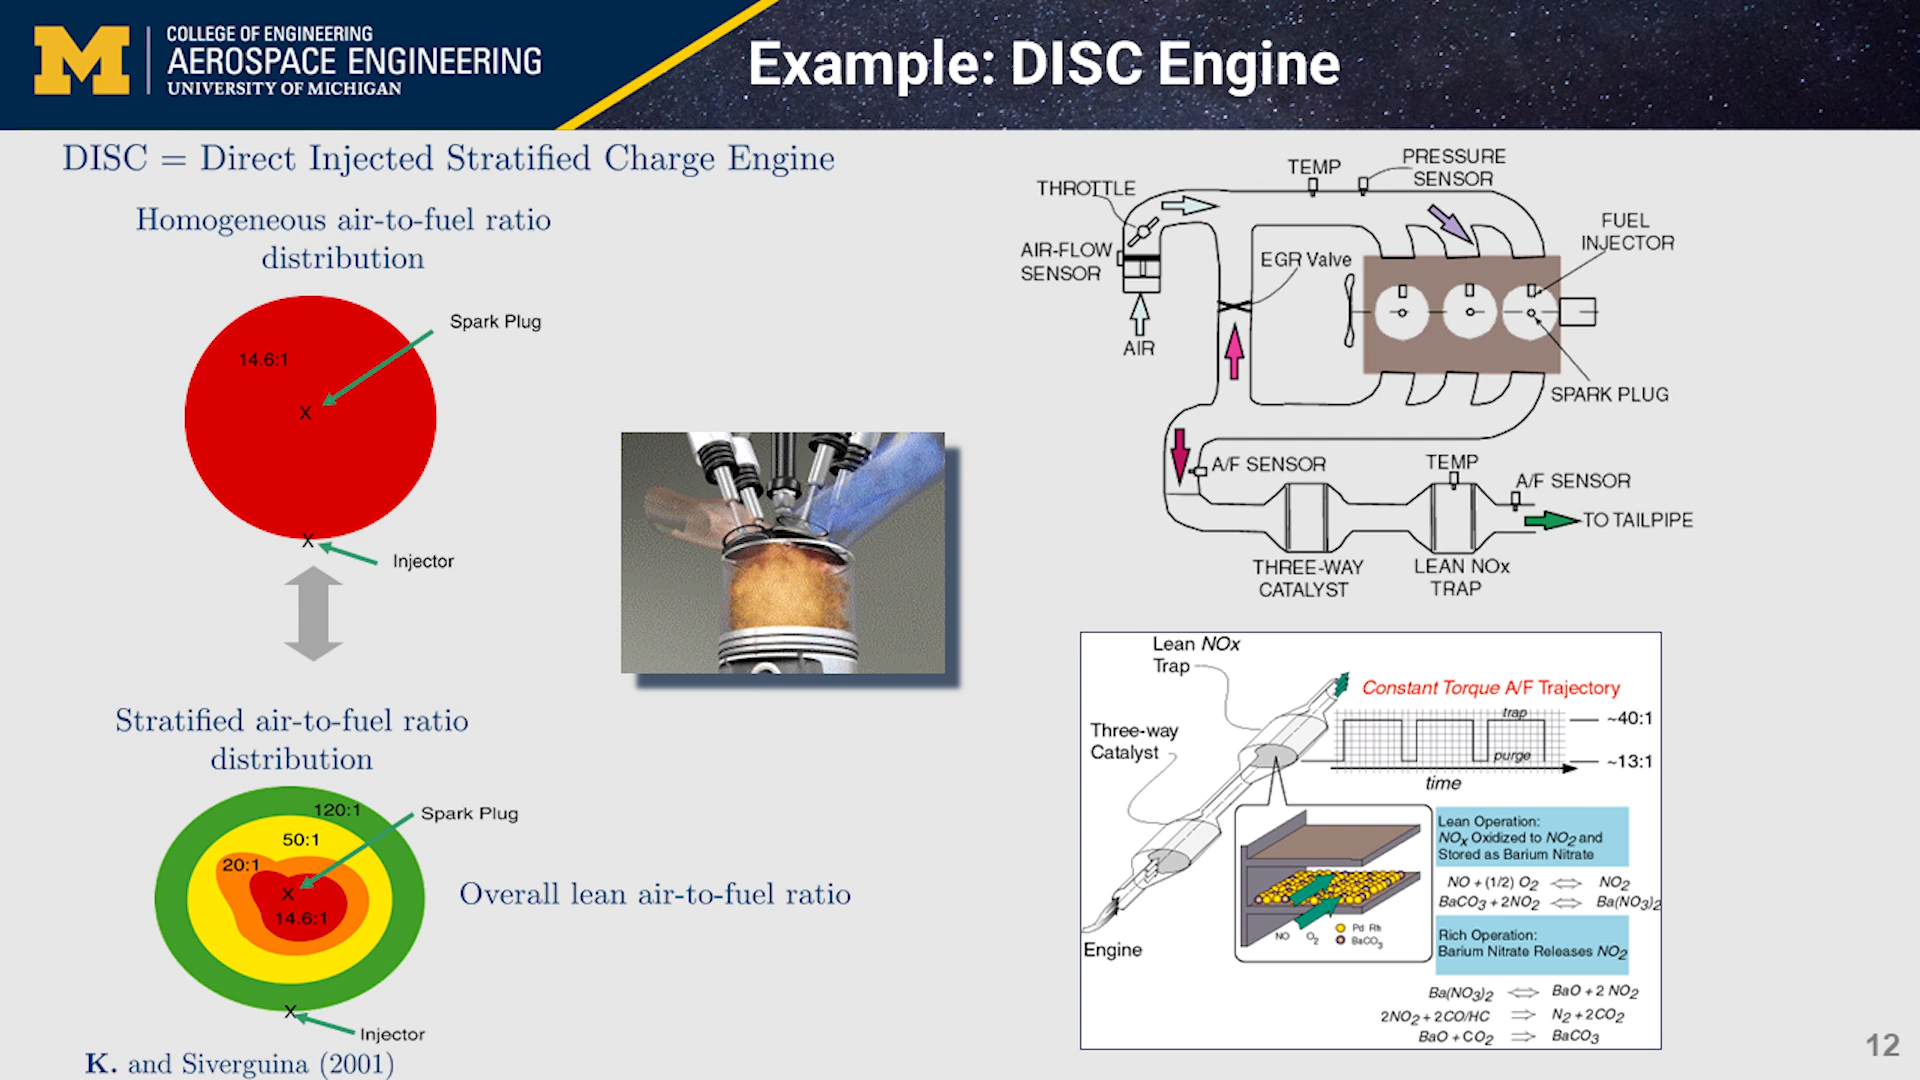 COLLEGE OF ENGINEERING
AEROSPACE ENGINEERING
UNIVERSITY OF MICHIGAN
Example: DISC Engine
DISC = Direct Injected Stratified Charge Engine
Homogeneous air-to-fuel ratio
distribution
Spark Plug
14.6:1
X
X
Injector
Stratified air-to-fuel ratio
distribution
120:1
Spark Plug
50:1
20:1
X
14.6:1
Overall lean air-to-fuel ratio
X
Injector
K. and Siverguina (2001)
TEMP
PRESSURE
SENSOR
THROTTLE
FUEL
INJECTOR
AIR-FLOW
SENSOR
EGR Valve
AIR
SPARK PLUG
A/F SENSOR
TEMP
A/F SENSOR
TO TAILPIPE
THREE-WAY
CATALYST
LEAN NOx
TRAP
Lean NOx
Trap
Constant Torque A/F Trajectory
trap
~40:1
Three-way
Catalyst
purge
~13:1
time
Lean Operation:
NOx Oxidized to NO2 and
Stored as Barium Nitrate
NO + (1/2) O2 ⇔ NO2
BaCO3 + 2NO2 ⇔ Ba(NO3)2
Pd Rh
NO O2 BaCO3
Engine
Rich Operation:
Barium Nitrate Releases NO2
Ba(NO3)2 ⇔ BaO + 2 NO2
2NO2 + 2CO/HC ⇒ N2 + 2CO2
BaO + CO2 ⇒ BaCO3
12